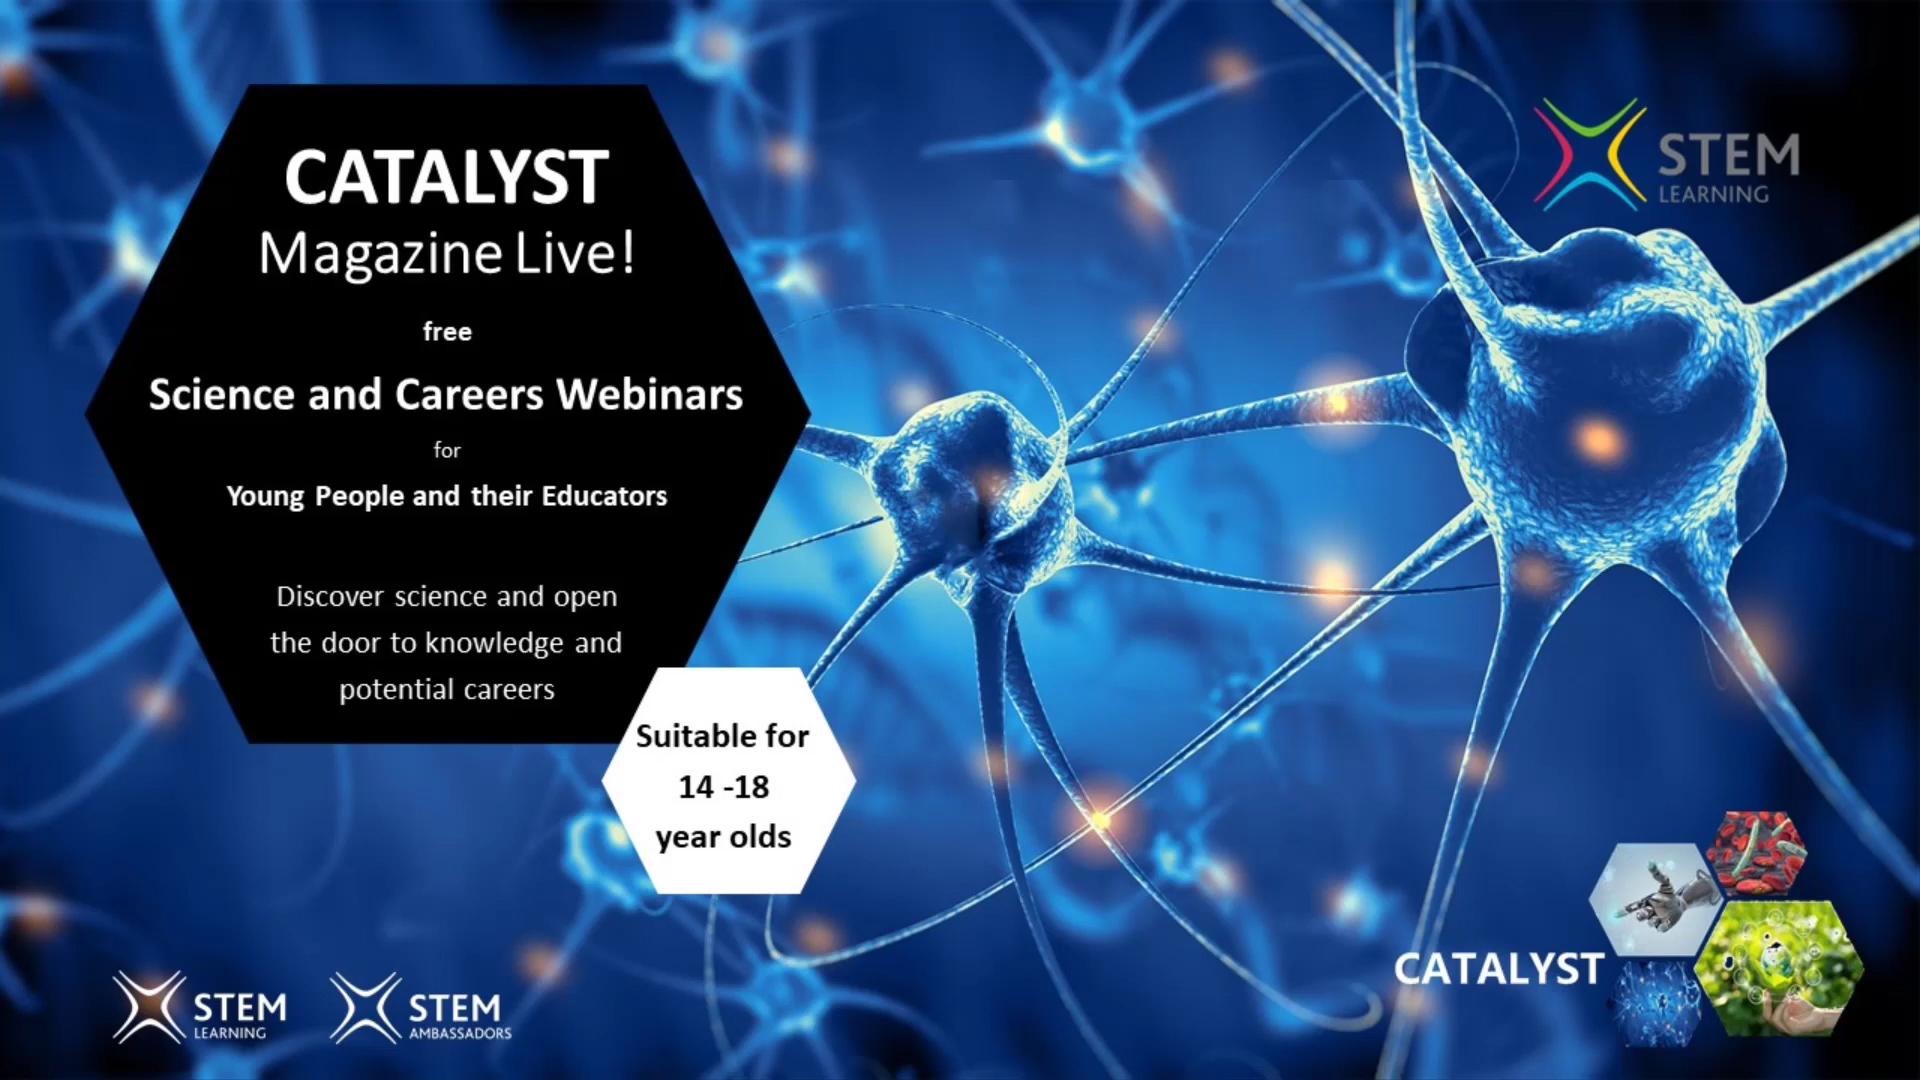 CATALYST
Magazine Live!
free
Science and Careers Webinars
for
Young People and their Educators
Discover science and open
the door to knowledge and
potential careers
Suitable for
14 -18
year olds
STEM
LEARNING
CATALYST
STEM
LEARNING
STEM
AMBASSADORS